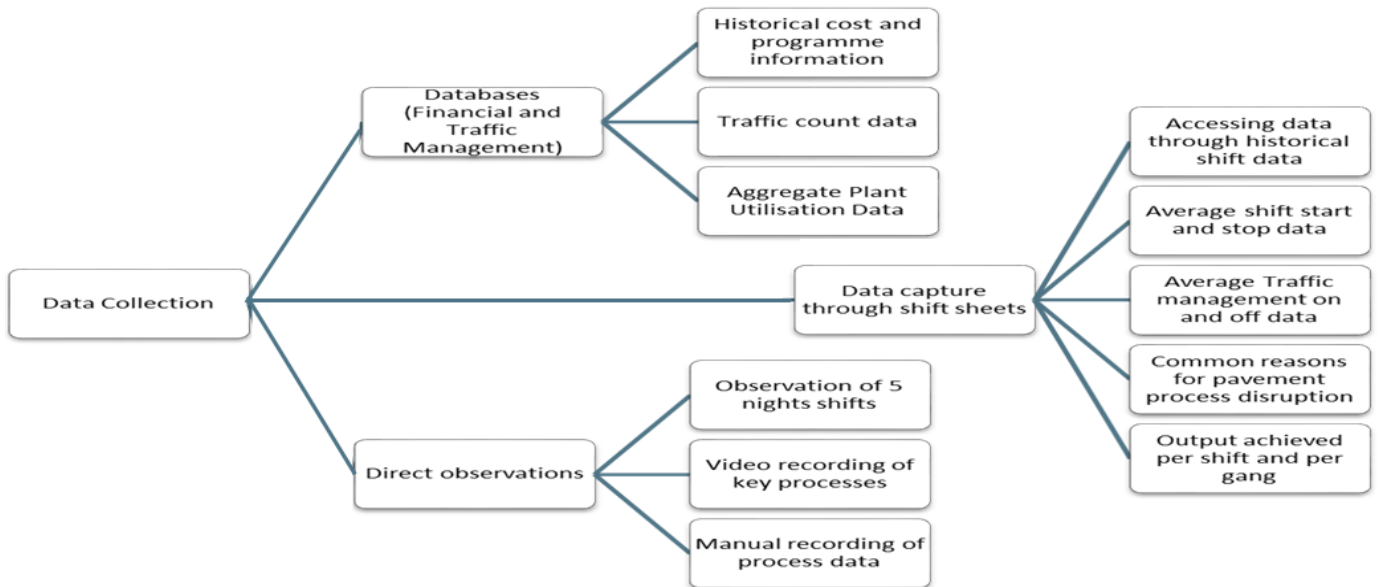 Data Collection
Databases
(Financial and
Traffic
Management)
Historical cost and
programme
information
Traffic count data
Aggregate Plant
Utilisation Data
Data capture
through shift sheets
Accessing data
through historical
shift data
Average shift start
and stop data
Average Traffic
management on
and off data
Common reasons
for pavement
process disruption
Output achieved
per shift and per
gang
Direct observations
Observation of 5
nights shifts
Video recording of
key processes
Manual recording of
process data